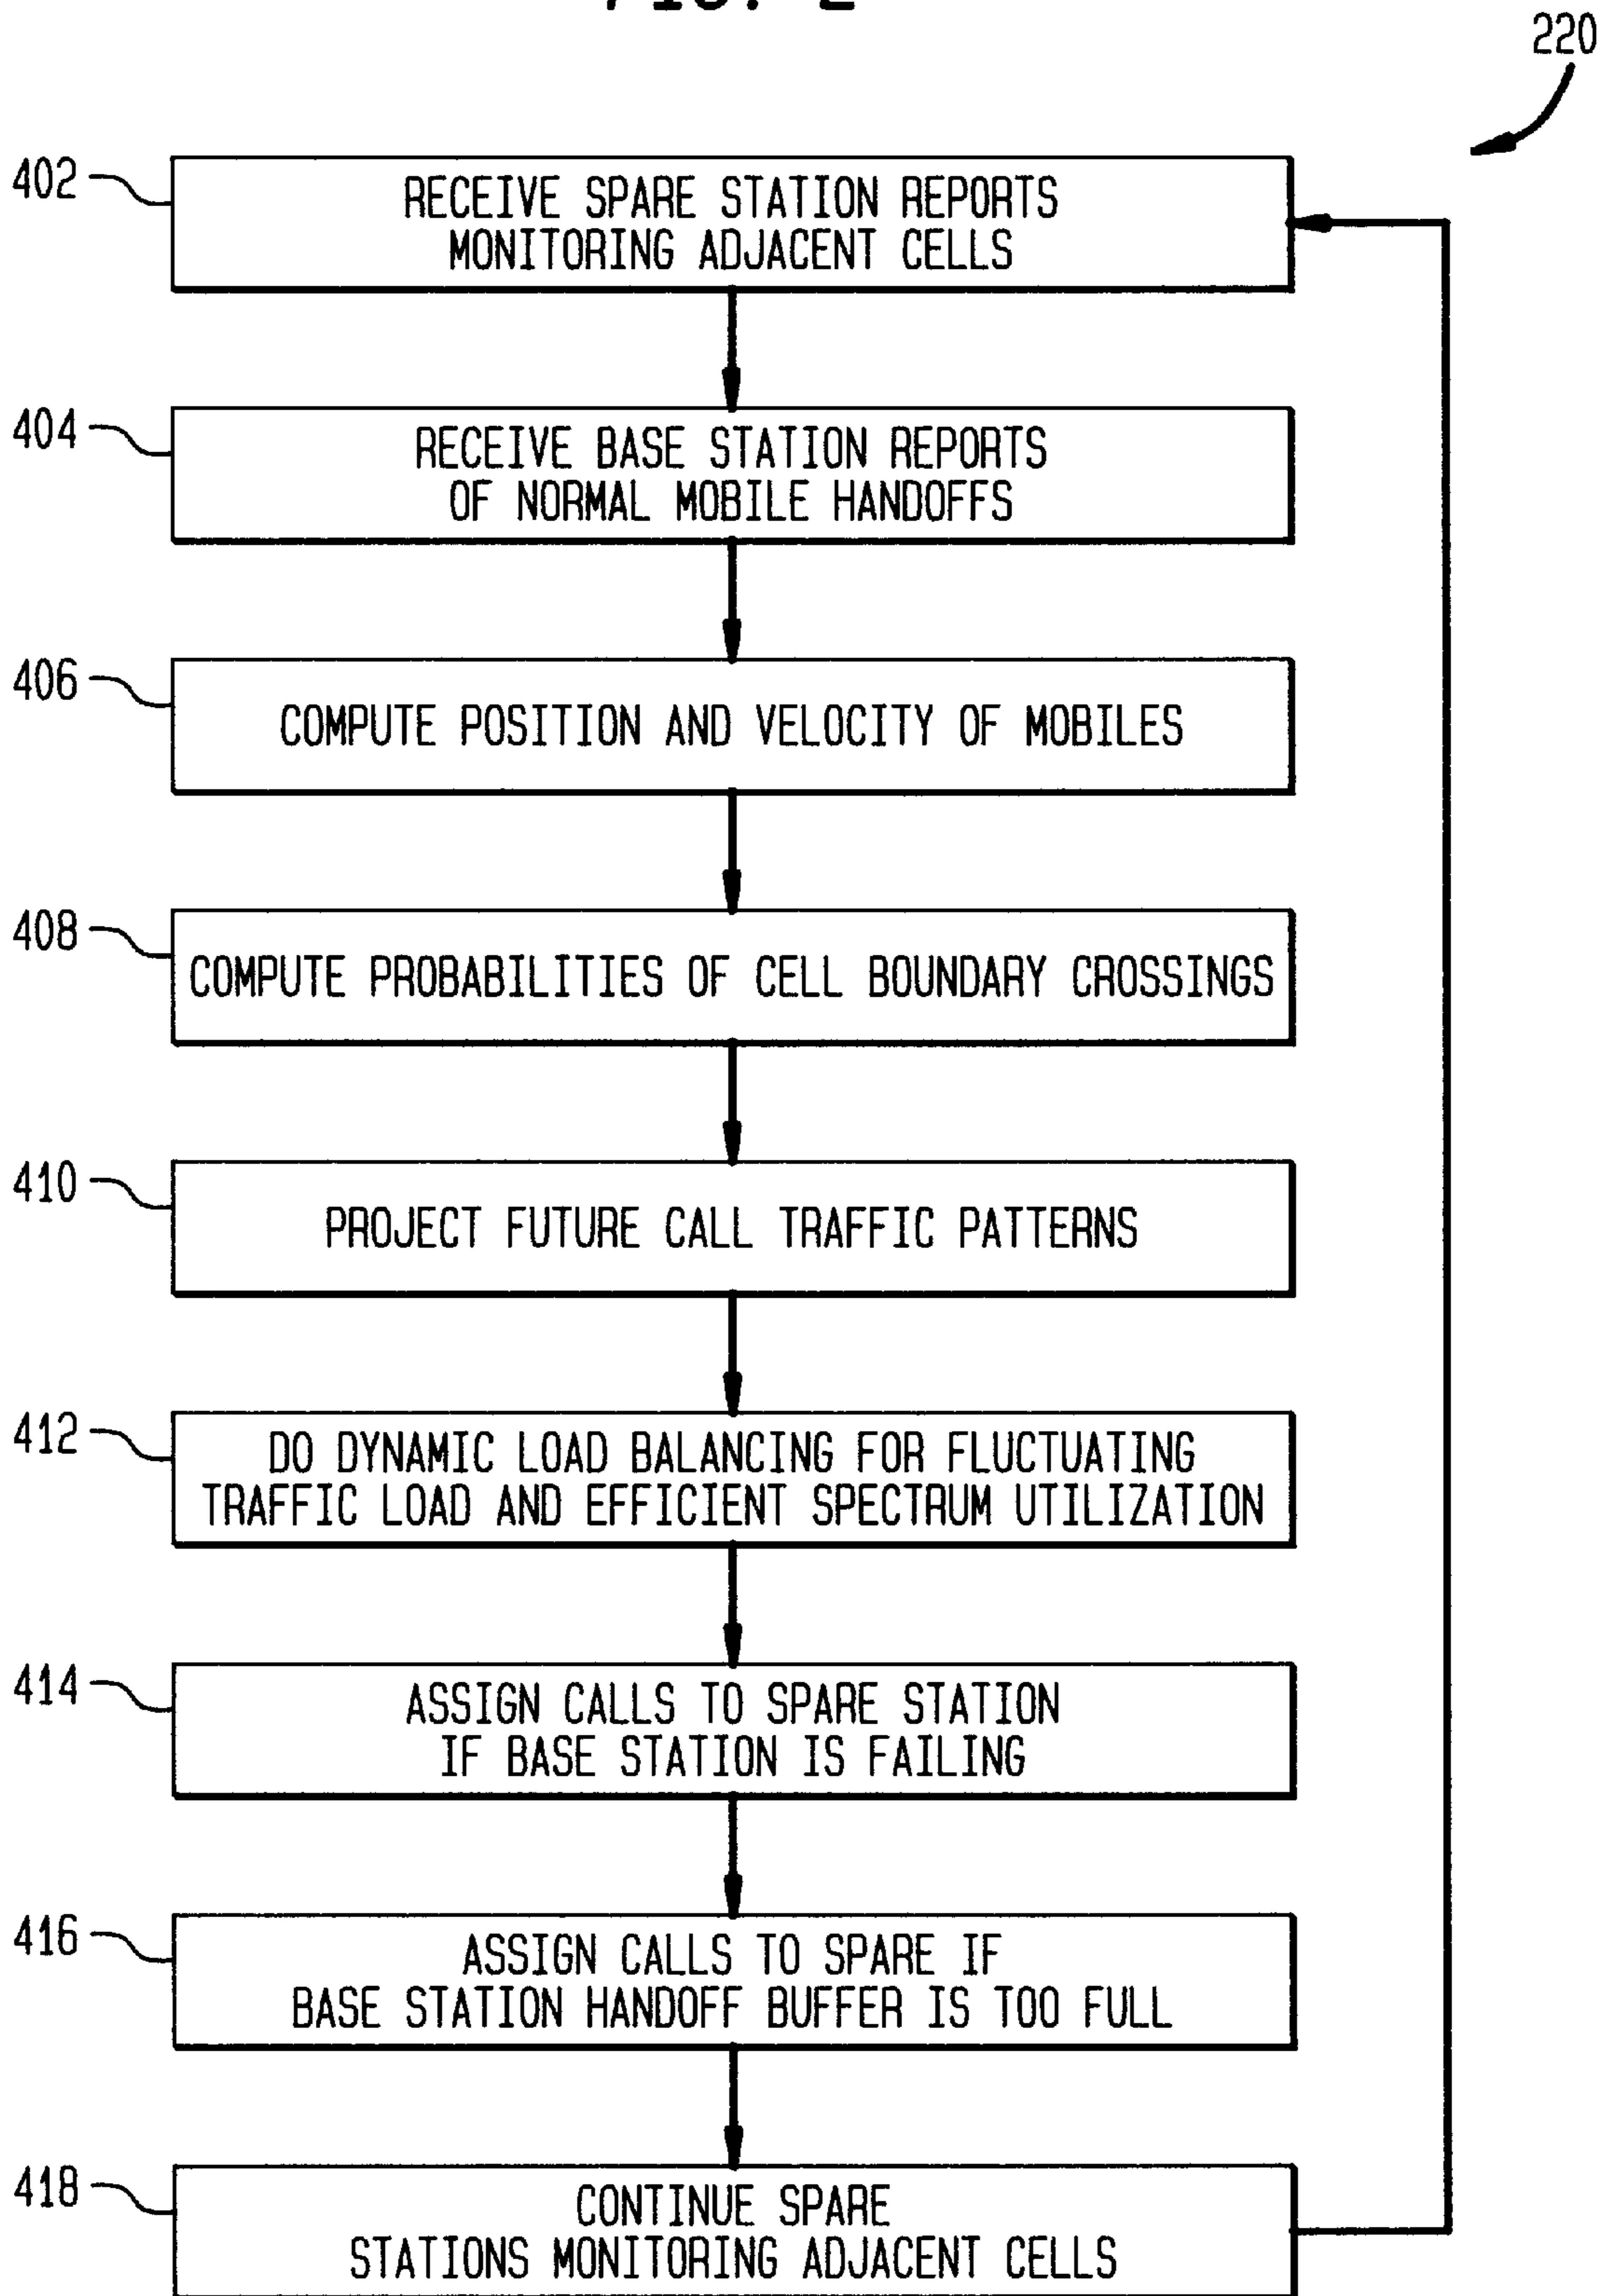 FIG. 2
220
402
RECEIVE SPARE STATION REPORTS
MONITORING ADJACENT CELLS
404
RECEIVE BASE STATION REPORTS
OF NORMAL MOBILE HANDOFFS
406
COMPUTE POSITION AND VELOCITY OF MOBILES
408
COMPUTE PROBABILITIES OF CELL BOUNDARY CROSSINGS
410
PROJECT FUTURE CALL TRAFFIC PATTERNS
412
DO DYNAMIC LOAD BALANCING FOR FLUCTUATING
TRAFFIC LOAD AND EFFICIENT SPECTRUM UTILIZATION
414
ASSIGN CALLS TO SPARE STATION
IF BASE STATION IS FAILING
416
ASSIGN CALLS TO SPARE IF
BASE STATION HANDOFF BUFFER IS TOO FULL
418
CONTINUE SPARE
STATIONS MONITORING ADJACENT CELLS